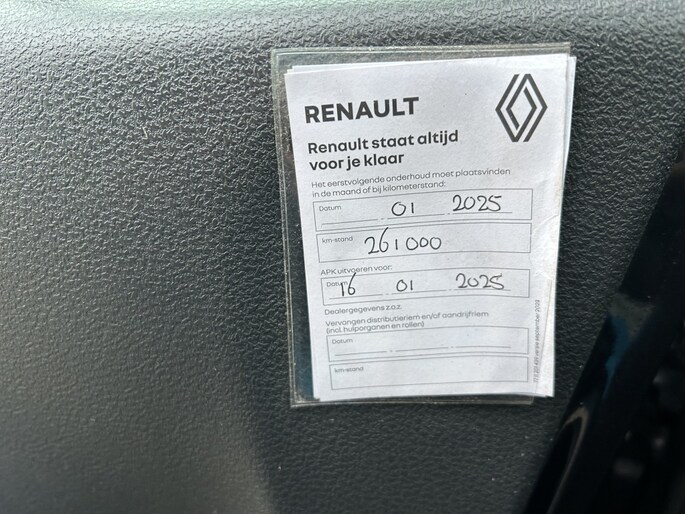 RENAULT
Renault staat altijd
voor je klaar
Het eerstvolgende onderhoud moet plaatsvinden
in de maand of bij kilometerstand:
Datum 01 2025
km-stand 261000
APK uitvoeren voor:
Datum 16 01 2025
Dealergegevens z.o.z.
Vervangen distributieriem en/of aandrijfriem
(incl. hulporganen en rollen)
Datum
km-stand